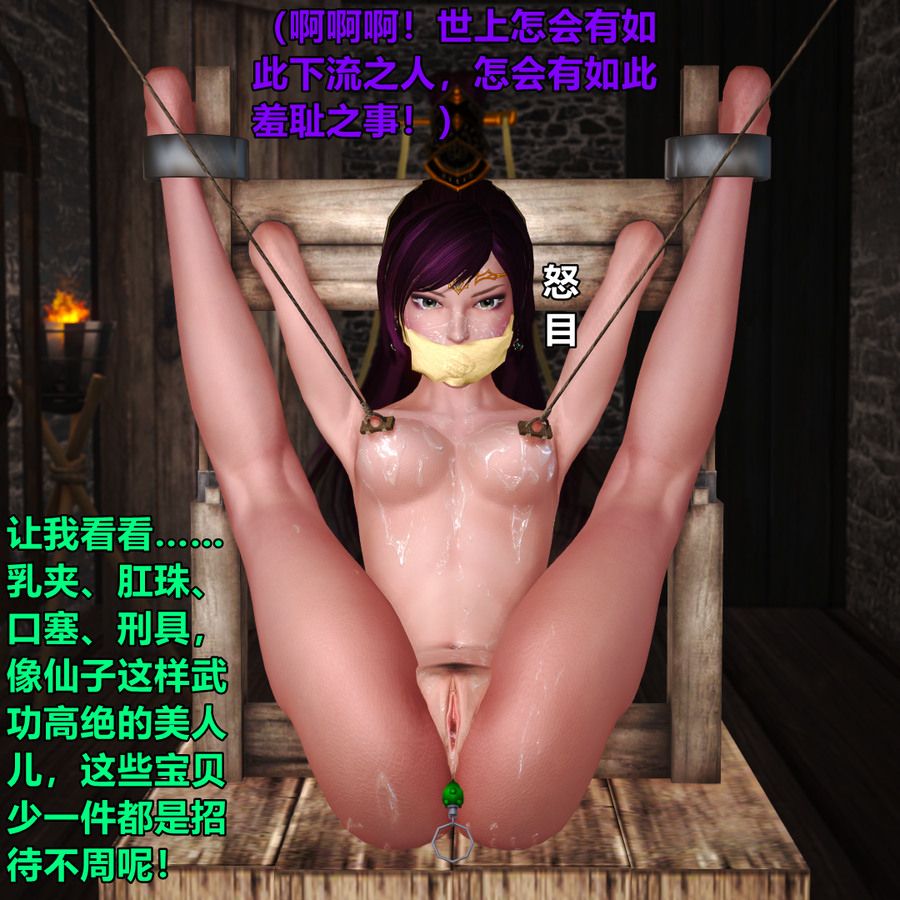 （啊啊啊！世上怎会有如
此下流之人，怎会有如此
羞耻之事！）
怒
目
让我看看……
乳夹、肛珠、
口塞、刑具，
像仙子这样武
功高绝的美人
儿，这些宝贝
少一件都是招
待不周呢！